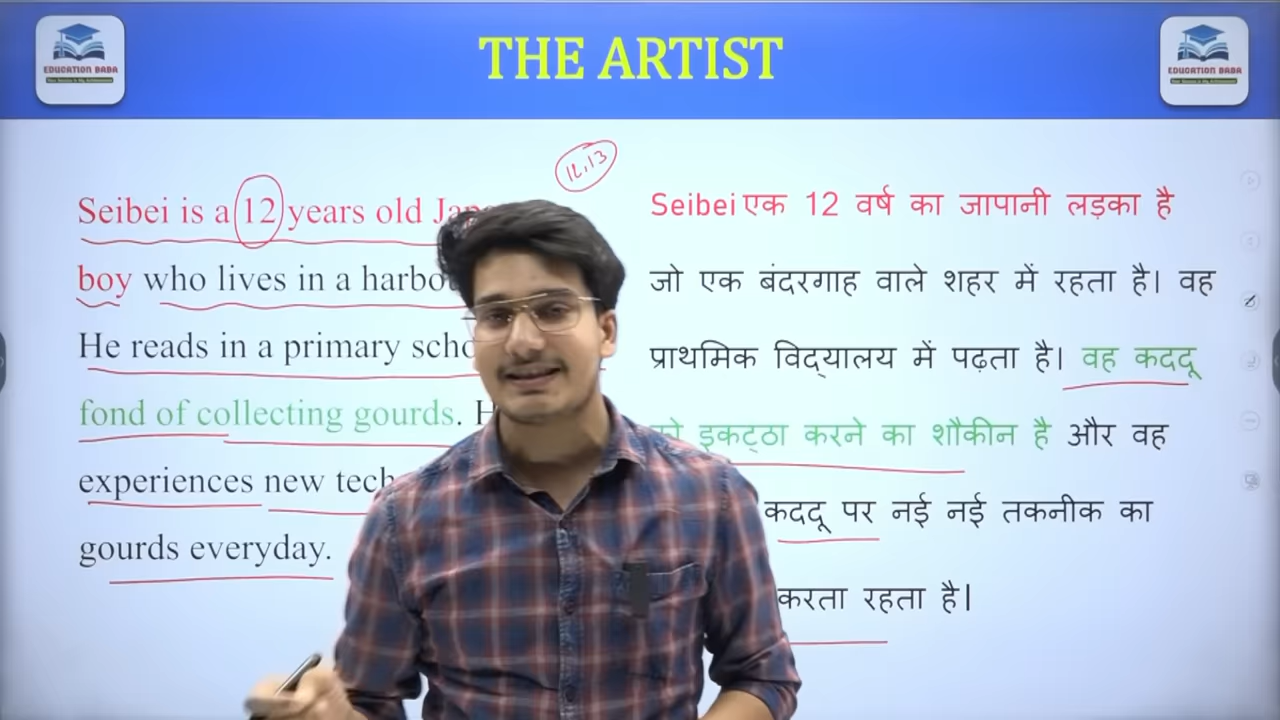 THE ARTIST
EDUCATION BABA
EDUCATION BABA
12,13
Seibei is a 12 years old
boy who lives in a
He reads in a primary
fond of collecting gourds.
experiences new
gourds everyday.
Seibei एक 12 वर्ष का जापानी लड़का है
जो एक बंदरगाह वाले शहर में रहता है। वह
प्राथमिक विद्यालय में पढ़ता है। वह कददू
इकट्ठा करने का शौकीन है और वह
कददू पर नई नई तकनीक का
करता रहता है।